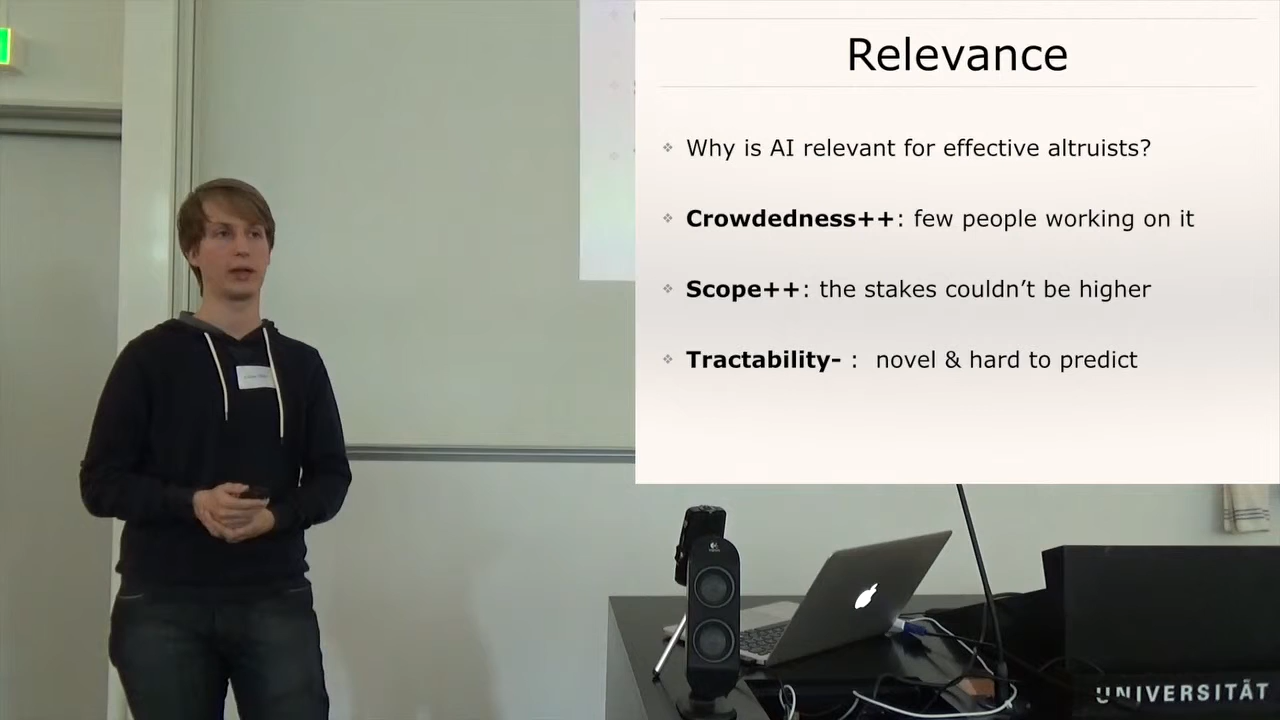 Relevance
Why is AI relevant for effective altruists?
Crowdedness++: few people working on it
Scope++: the stakes couldn’t be higher
Tractability- :  novel & hard to predict
UNIVERSITÄT